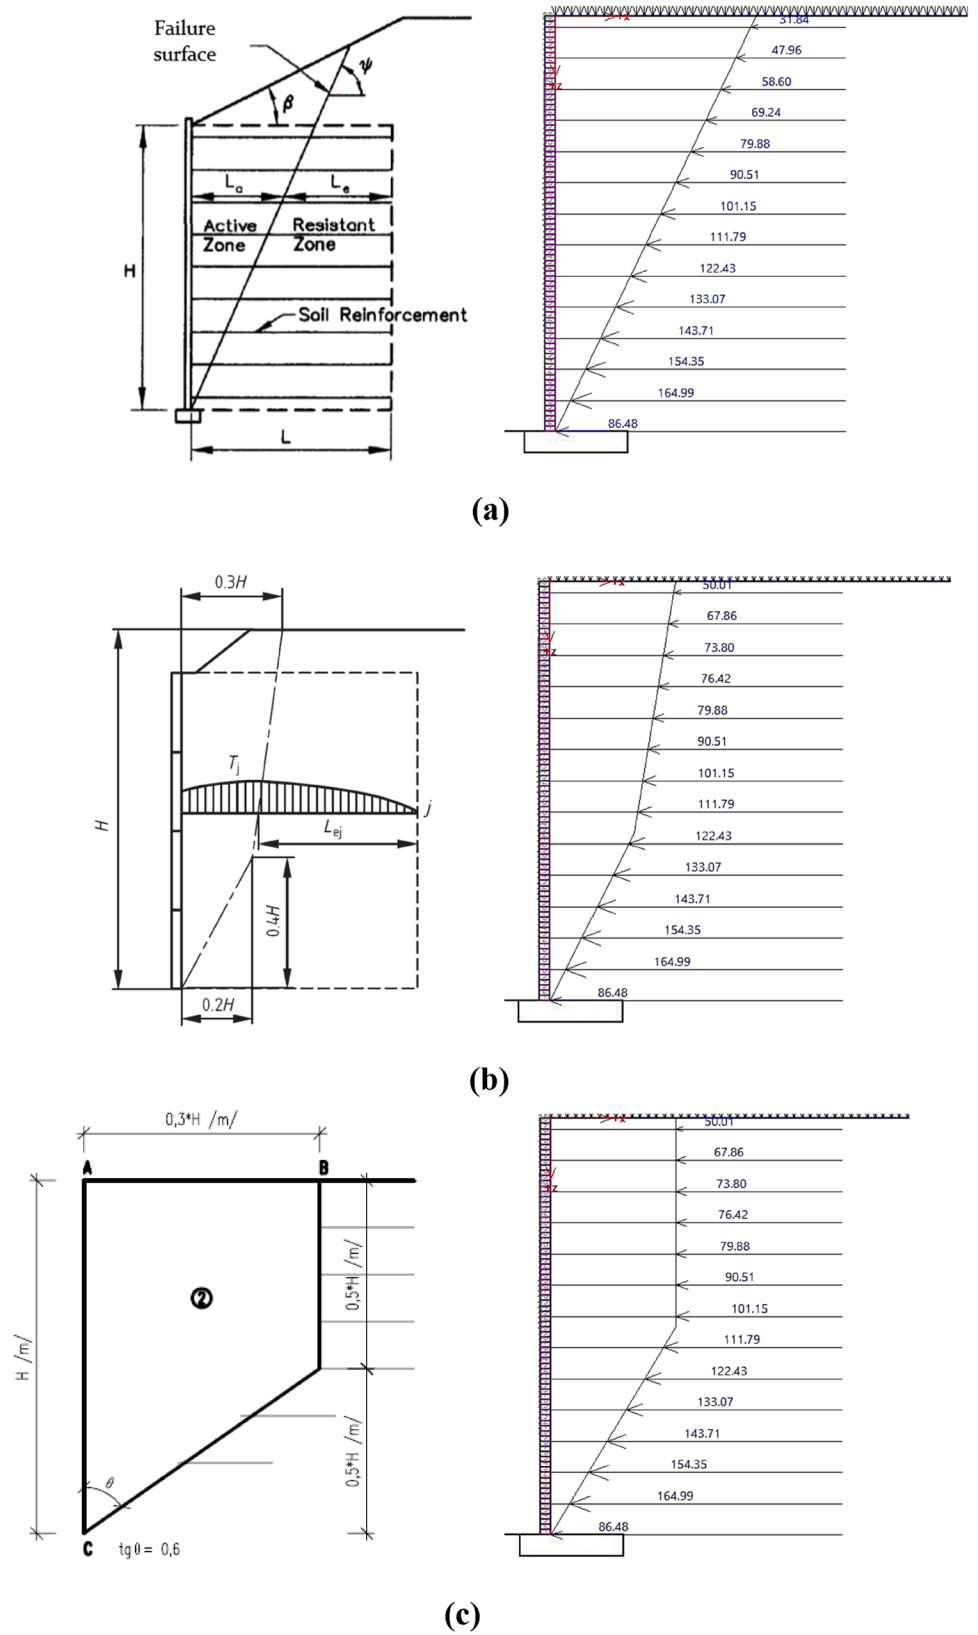 Failure
surface
ψ
β
La
Le
Active
Zone
Resistant
Zone
H
Soil Reinforcement
L
+x
31.84
47.96
58.60
+z
69.24
79.88
90.51
101.15
111.79
122.43
133.07
143.71
154.35
164.99
86.48
(a)
0.3H
Tj
j
H
Lej
0.4H
0.2H
+x
50.01
67.86
73.80
+z
76.42
79.88
90.51
101.15
111.79
122.43
133.07
143.71
154.35
164.99
86.48
(b)
0,3*H /m/
A
B
2
0,5*H /m/
H /m/
0,5*H /m/
θ
C
tg θ = 0,6
+x
50.01
67.86
73.80
+z
76.42
79.88
90.51
101.15
111.79
122.43
133.07
143.71
154.35
164.99
86.48
(c)